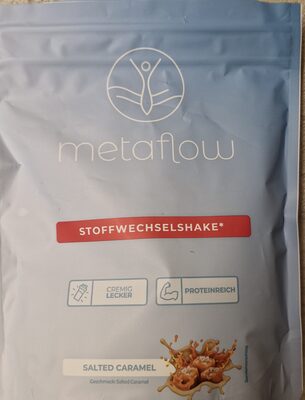 metaflow
STOFFWECHSELSHAKE*
CREMIG
LECKER
PROTEINREICH
SALTED CARAMEL
Geschmack: Salted Caramel